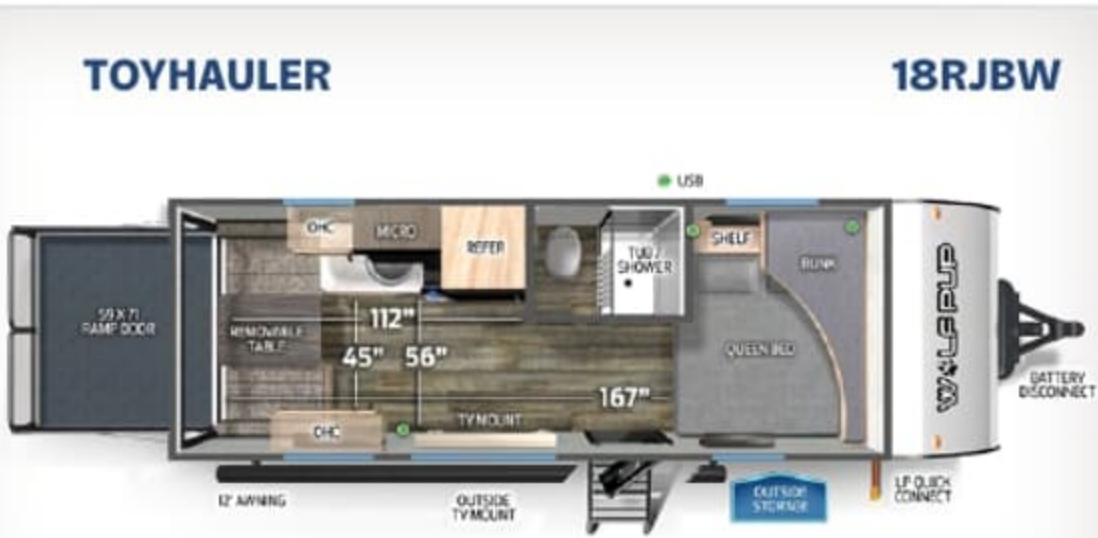 TOYHAULER
18RJBW
USB
OHC
MICRO
REFER
TUB /
SHOWER
SHELF
BUNK
59 X 71
RAMP DOOR
REMOVABLE
TABLE
112"
45"
56"
QUEEN BED
167"
TV MOUNT
OHC
WOLF PUP
BATTERY
DISCONNECT
12' AWNING
OUTSIDE
TV MOUNT
OUTSIDE
STORAGE
LP QUICK
CONNECT